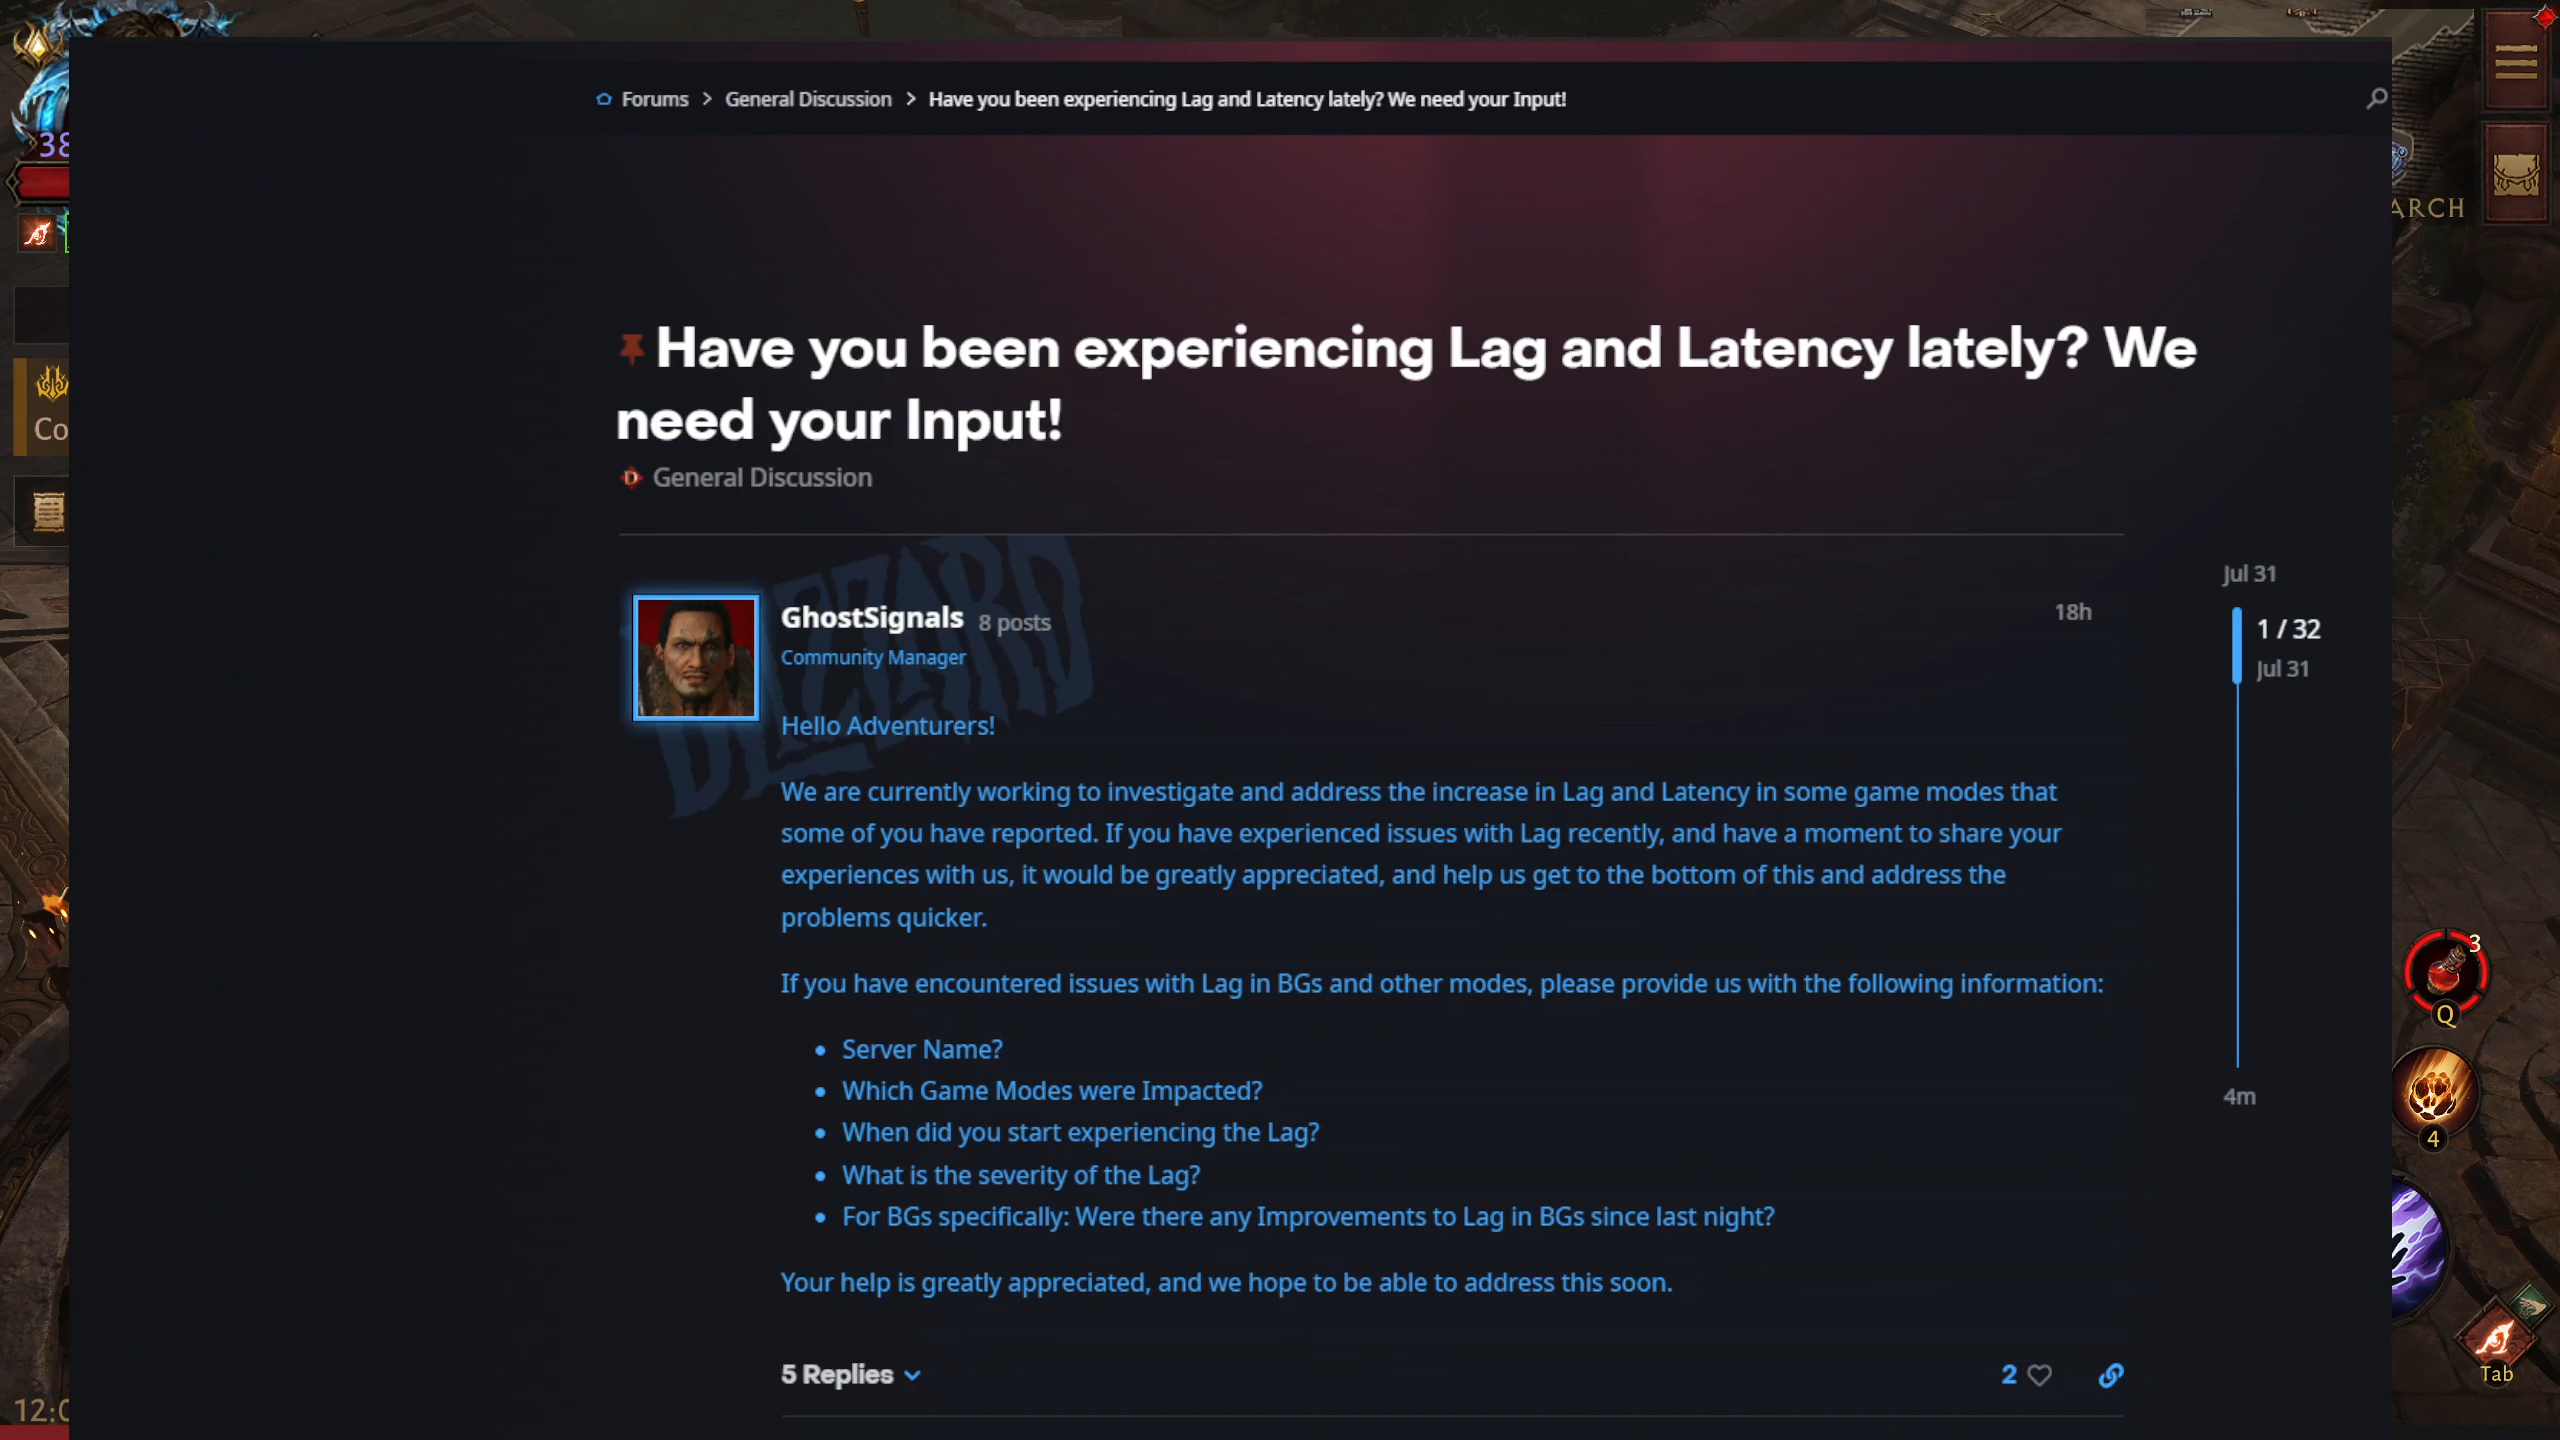 Forums > General Discussion > Have you been experiencing Lag and Latency lately? We need your Input!
38
ARCH
Have you been experiencing Lag and Latency lately? We
need your Input!
D General Discussion
BLIZZARD
Jul 31
GhostSignals 8 posts
18h
1 / 32
Community Manager
Jul 31
Hello Adventurers!
We are currently working to investigate and address the increase in Lag and Latency in some game modes that
some of you have reported. If you have experienced issues with Lag recently, and have a moment to share your
experiences with us, it would be greatly appreciated, and help us get to the bottom of this and address the
problems quicker.
3
If you have encountered issues with Lag in BGs and other modes, please provide us with the following information:
Q
• Server Name?
• Which Game Modes were Impacted?
4m
• When did you start experiencing the Lag?
4
• What is the severity of the Lag?
• For BGs specifically: Were there any Improvements to Lag in BGs since last night?
Your help is greatly appreciated, and we hope to be able to address this soon.
5 Replies
2
Tab
Co
12:0